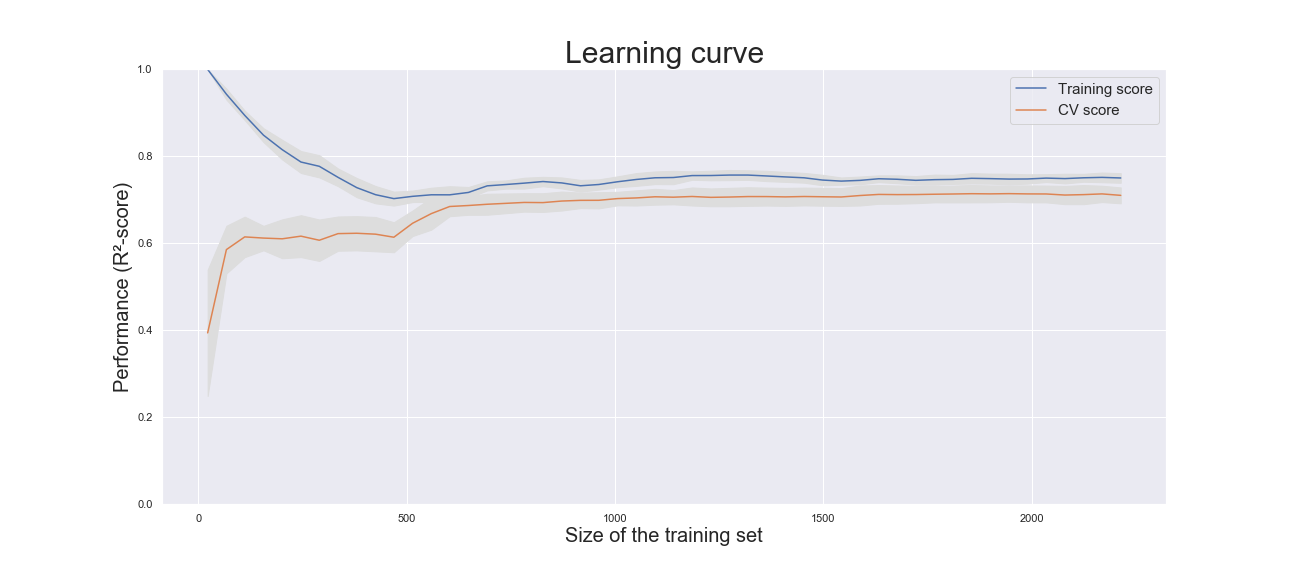 Learning curve
Training score
CV score
Performance (R²-score)
1.0
0.8
0.6
0.4
0.2
0.0
0
500
1000
1500
2000
Size of the training set